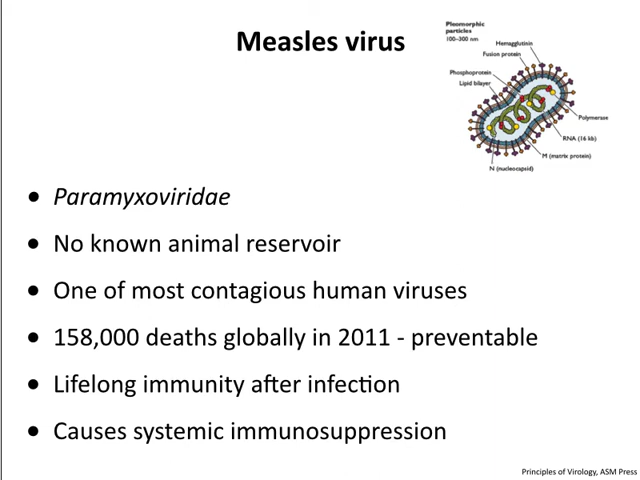 Measles virus
Pleomorphic
particles
100–300 nm
Hemagglutinin
Fusion protein
Phosphoprotein
Lipid bilayer
Polymerase
RNA (16 kb)
M (matrix protein)
N (nucleocapsid)
• Paramyxoviridae
• No known animal reservoir
• One of most contagious human viruses
• 158,000 deaths globally in 2011 - preventable
• Lifelong immunity after infection
• Causes systemic immunosuppression
Principles of Virology, ASM Press